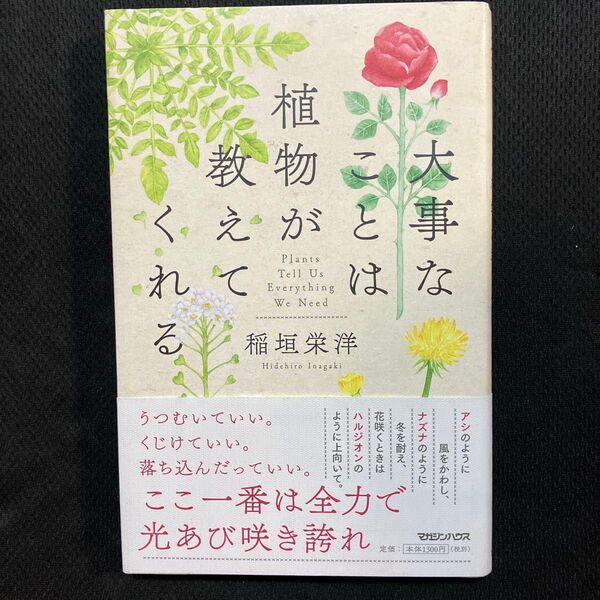 大事な
ことは
植物が
教えて
くれる
Plants
Tell Us
Everything
We Need
稲垣栄洋
Hidehiro Inagaki
アシのように
風をかわし、
ナズナのように
冬を耐え、
花咲くときは
ハルジオンの
ように上向いて。
うつむいていい。
くじけていい。
落ち込んだっていい。
ここ一番は全力で
光あび咲き誇れ
マガジンハウス
定価：本体1300円（税別）